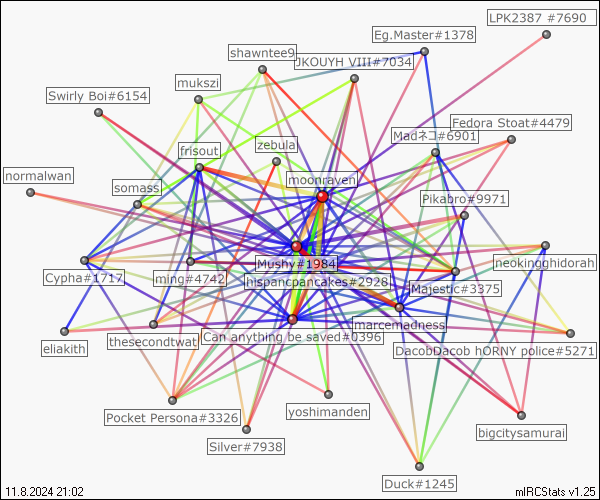 LPK2387 #7690
Eg.Master#1378
shawntee9
JKOUYH VIII#7034
mukszi
Swirly Boi#6154
Fedora Stoat#4479
Madネコ#6901
zebula
frisout
moonraven
normalwan
somass
Pikabro#9971
Mushy#1984
neokingghidorah
Cypha#1717
ming#4742
hispancpancakes#2928
Majestic#3375
marcemadness
Can anything be saved#0396
eliakith
thesecondtwat
DacobDacob hORNY police#5271
yoshimanden
Pocket Persona#3326
bigcitysamurai
Silver#7938
Duck#1245
11.8.2024 21:02
mIRCStats v1.25